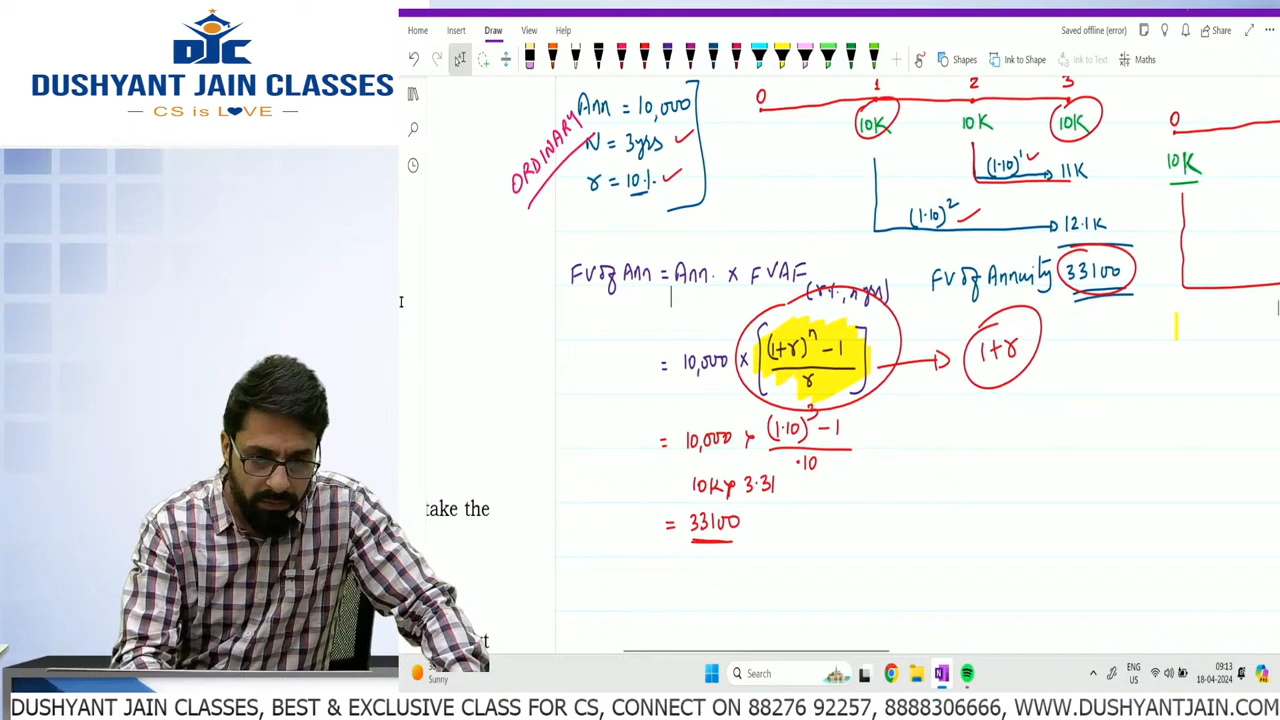 DJC
DUSHYANT JAIN CLASSES
CS is L VE
Home Insert Draw View Help
Saved offline (error)
Share
Shapes
Ink to Shape
Ink to Text
Maths
ORDINARY
Ann = 10,000
N = 3yrs
r = 10%
0 1 2 3
10K 10K 10K
(1.10)¹ 11K
(1.10)² 12.1K
FV of Annuity 33100
0
10K
FV of Ann = Ann. × FVAF (r%, n yrs)
= 10,000 × [(1+r)ⁿ - 1 / r] → 1+r
= 10,000 × (1.10)³ - 1 / .10
10K × 3.31
= 33100
I
take the
Sunny
Search
ENG
US
09:13
18-04-2024
DUSHYANT JAIN CLASSES, BEST & EXCLUSIVE CLASS FOR CS, CONNECT ON 88276 92257, 8888306666, WWW.DUSHYANTJAIN.COM